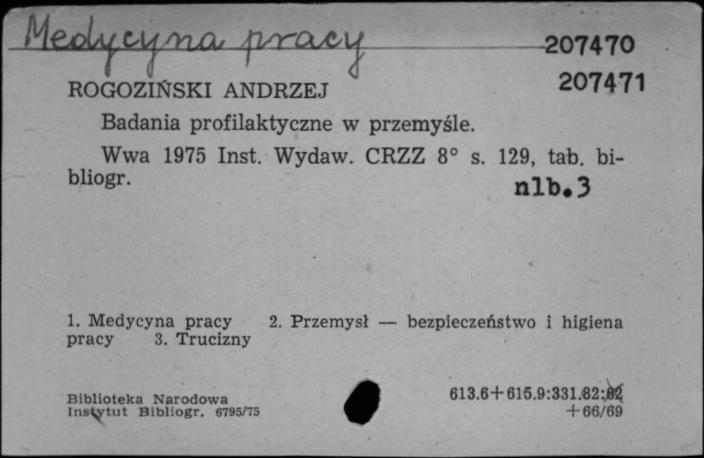 Medycyna pracy
207470
207471
ROGOZIŃSKI ANDRZEJ
Badania profilaktyczne w przemyśle.
Wwa 1975 Inst. Wydaw. CRZZ 8° s. 129, tab. bi-
bliogr.
nlb.3
1. Medycyna pracy 2. Przemysł — bezpieczeństwo i higiena
pracy 3. Trucizny
Biblioteka Narodowa
Instytut Bibliogr. 6795/75
613.6+615.9:331.82:62
+66/69